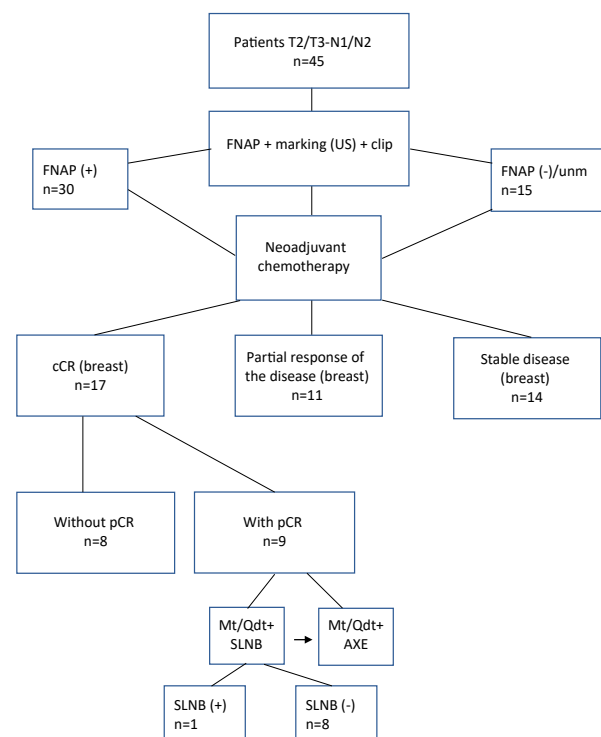 Patients T2/T3-N1/N2
n=45
FNAP + marking (US) + clip
FNAP (+)
n=30
FNAP (-)/unm
n=15
Neoadjuvant
chemotherapy
cCR (breast)
n=17
Partial response of
the disease (breast)
n=11
Stable disease
(breast)
n=14
Without pCR
n=8
With pCR
n=9
Mt/Qdt+
SLNB
Mt/Qdt+
AXE
SLNB (+)
n=1
SLNB (-)
n=8